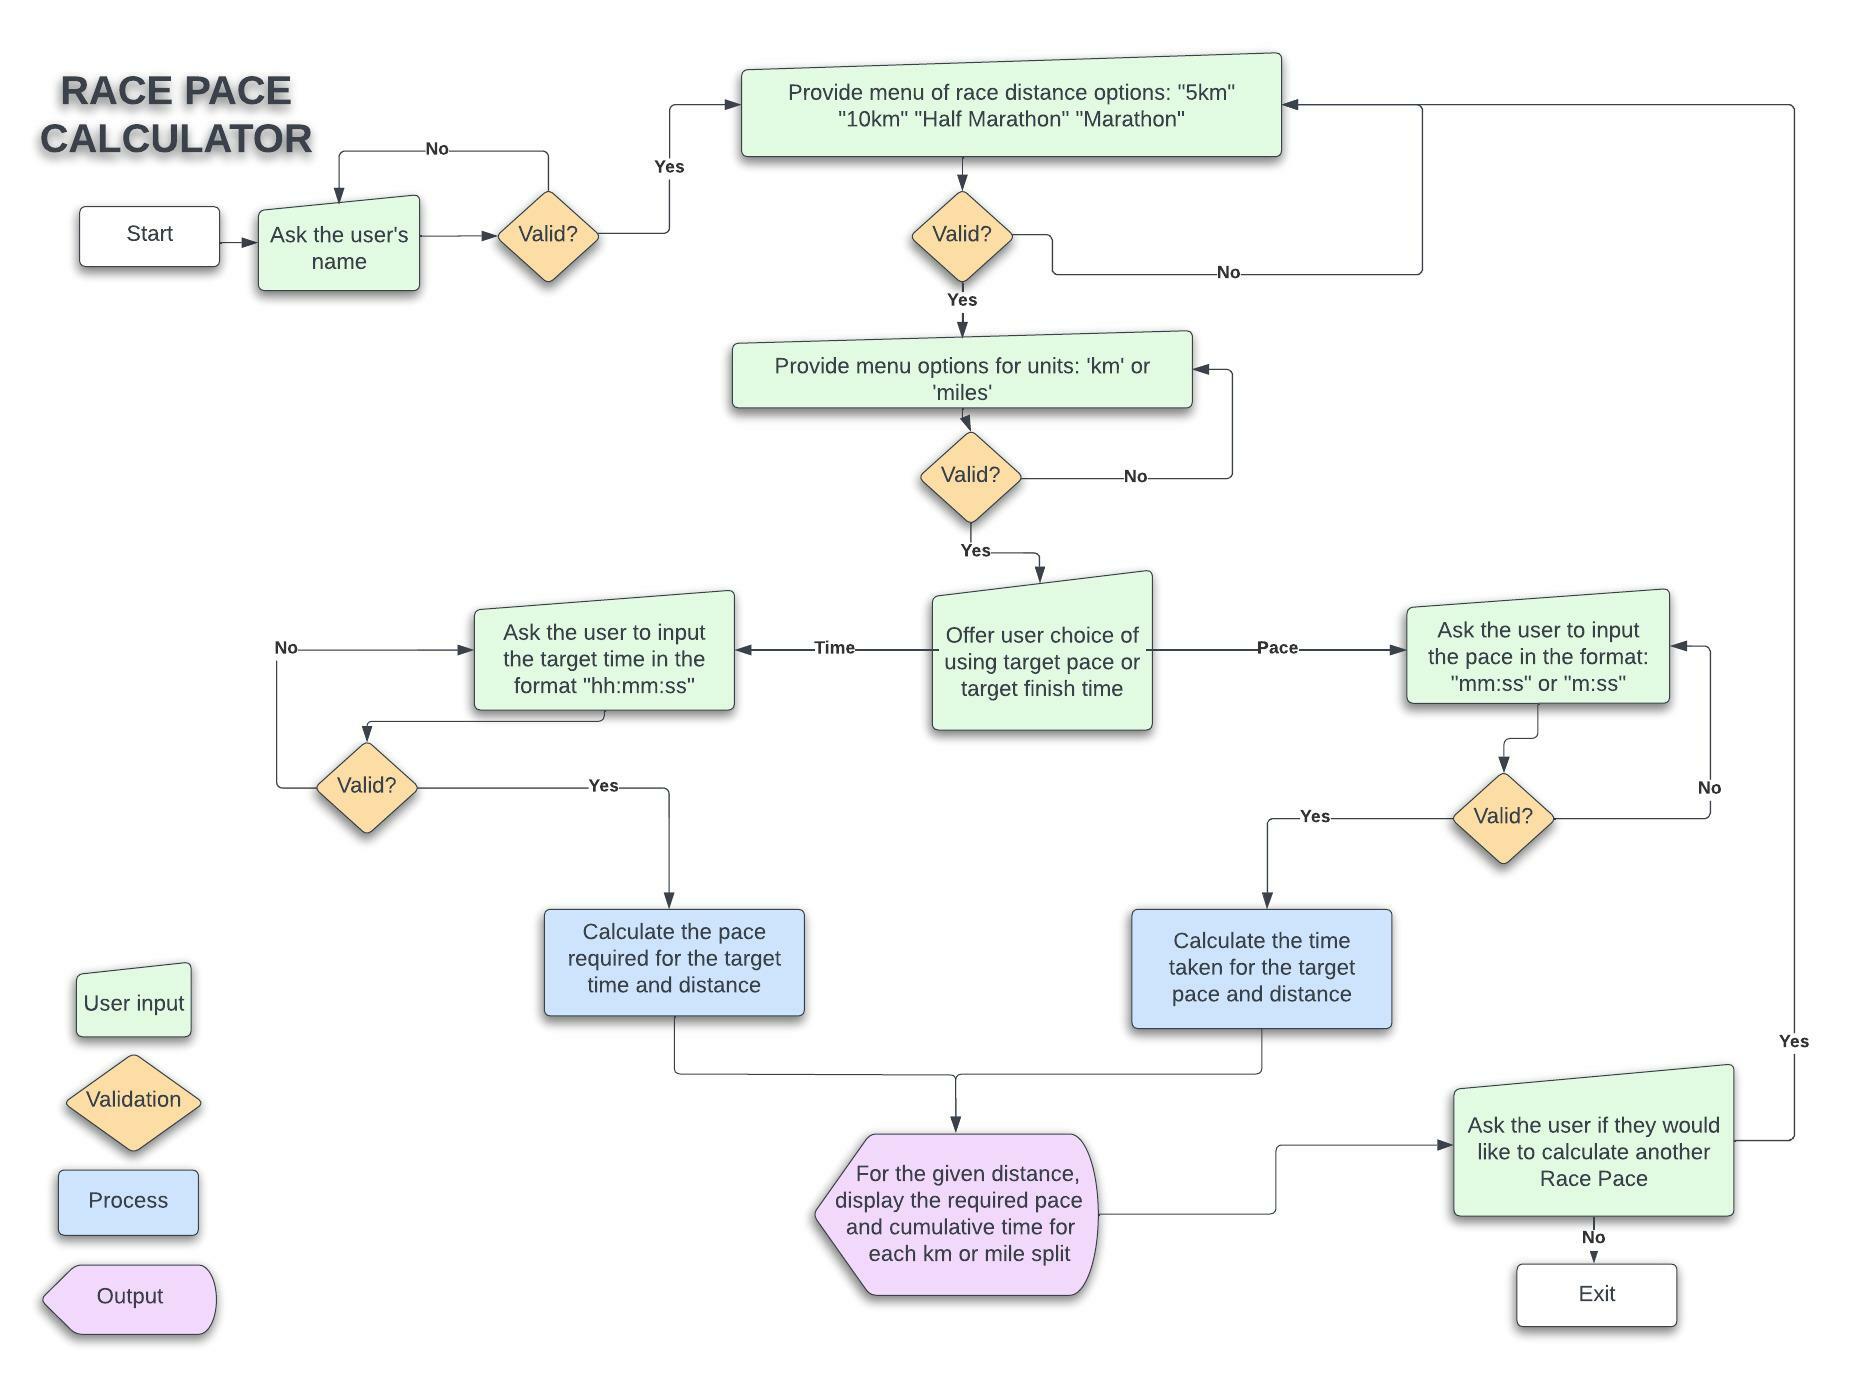 RACE PACE
CALCULATOR
Start
Ask the user's
name
No
Valid?
Yes
Provide menu of race distance options: "5km"
"10km" "Half Marathon" "Marathon"
Valid?
No
Yes
Provide menu options for units: 'km' or
'miles'
Valid?
No
Yes
Offer user choice of
using target pace or
target finish time
Time
Pace
Ask the user to input
the target time in the
format "hh:mm:ss"
No
Valid?
Yes
Ask the user to input
the pace in the format:
"mm:ss" or "m:ss"
Valid?
No
Yes
Calculate the pace
required for the target
time and distance
Calculate the time
taken for the target
pace and distance
For the given distance,
display the required pace
and cumulative time for
each km or mile split
Ask the user if they would
like to calculate another
Race Pace
Yes
No
Exit
User input
Validation
Process
Output